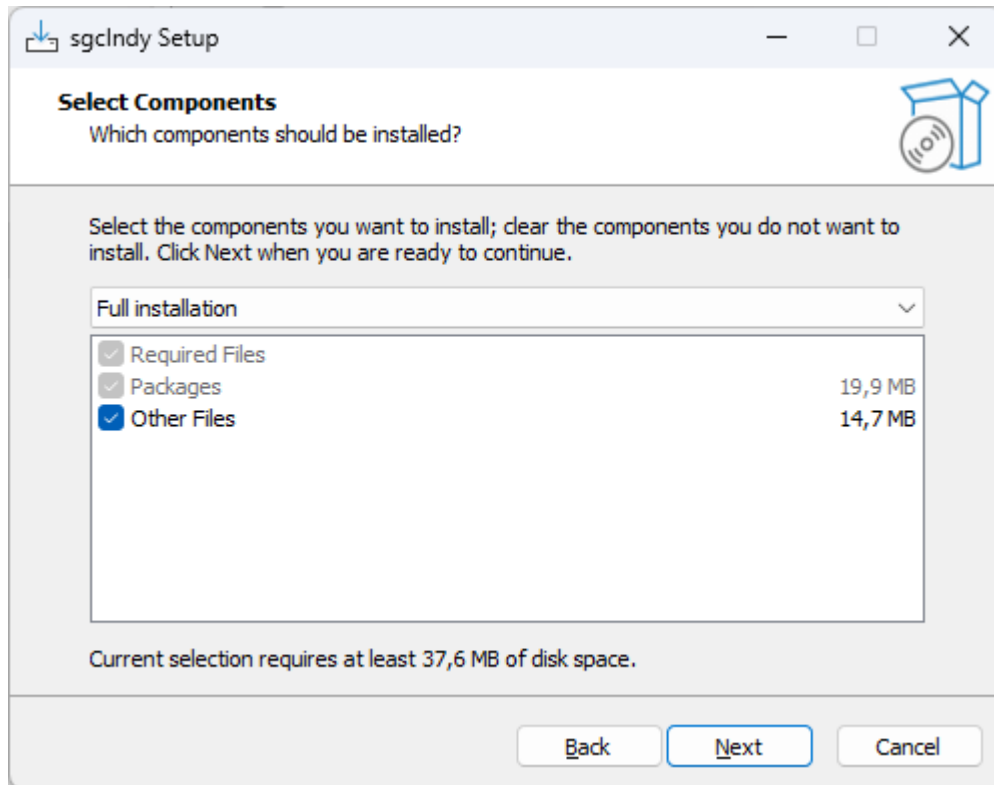 sgcIndy Setup
Select Components
Which components should be installed?
Select the components you want to install; clear the components you do not want to
install. Click Next when you are ready to continue.
Full installation
Required Files
Packages 19,9 MB
Other Files 14,7 MB
Current selection requires at least 37,6 MB of disk space.
Back Next Cancel